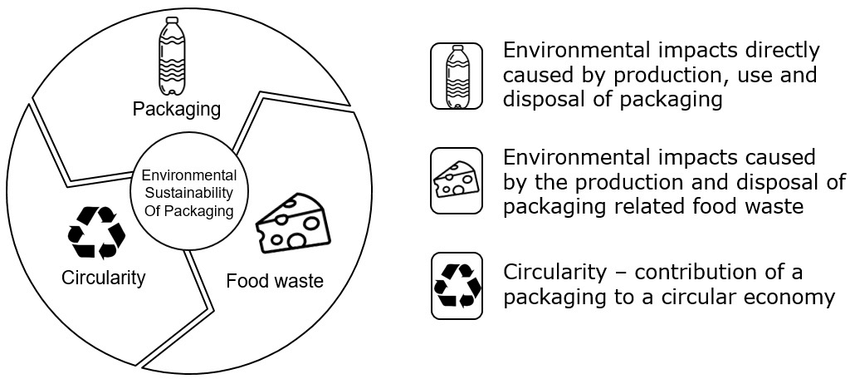 Packaging
Environmental
Sustainability
Of Packaging
Circularity
Food waste
Environmental impacts directly
caused by production, use and
disposal of packaging
Environmental impacts caused
by the production and disposal of
packaging related food waste
Circularity – contribution of a
packaging to a circular economy